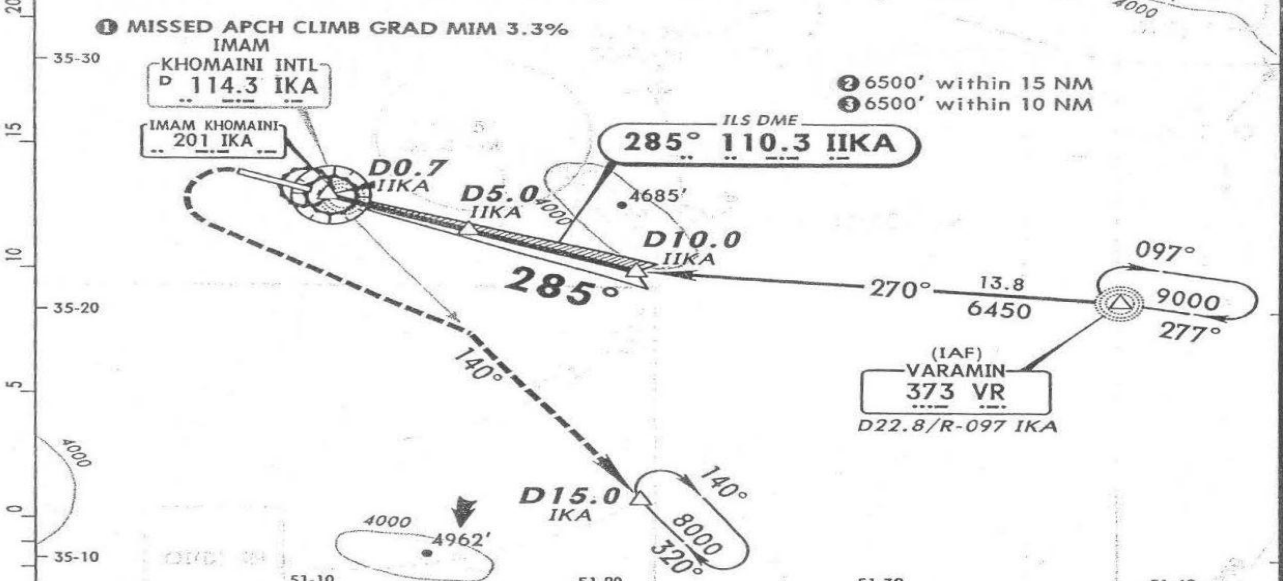 20
4000
❶ MISSED APCH CLIMB GRAD MIM 3.3%
35-30
IMAM
KHOMAINI INTL
D 114.3 IKA
❷ 6500' within 15 NM
❸ 6500' within 10 NM
15
IMAM KHOMAINI
201 IKA
ILS DME
285° 110.3 IIKA
D0.7
IIKA
D5.0
IIKA
4000
4685'
D10.0
IIKA
10
285°
270°
13.8
6450
097°
9000
277°
35-20
(IAF)
VARAMIN
373 VR
D22.8/R-097 IKA
140°
5
4000
D15.0
IKA
140°
8000
320°
0
4000
4962'
35-10
51-10
51-20
51-30
51-40